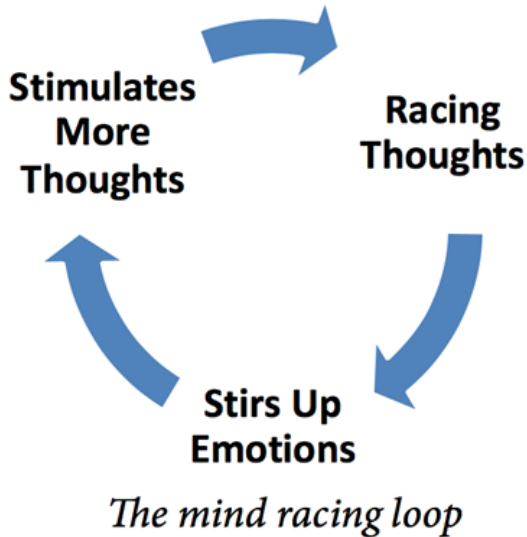 Stimulates
More
Thoughts
Racing
Thoughts
Stirs Up
Emotions
The mind racing loop